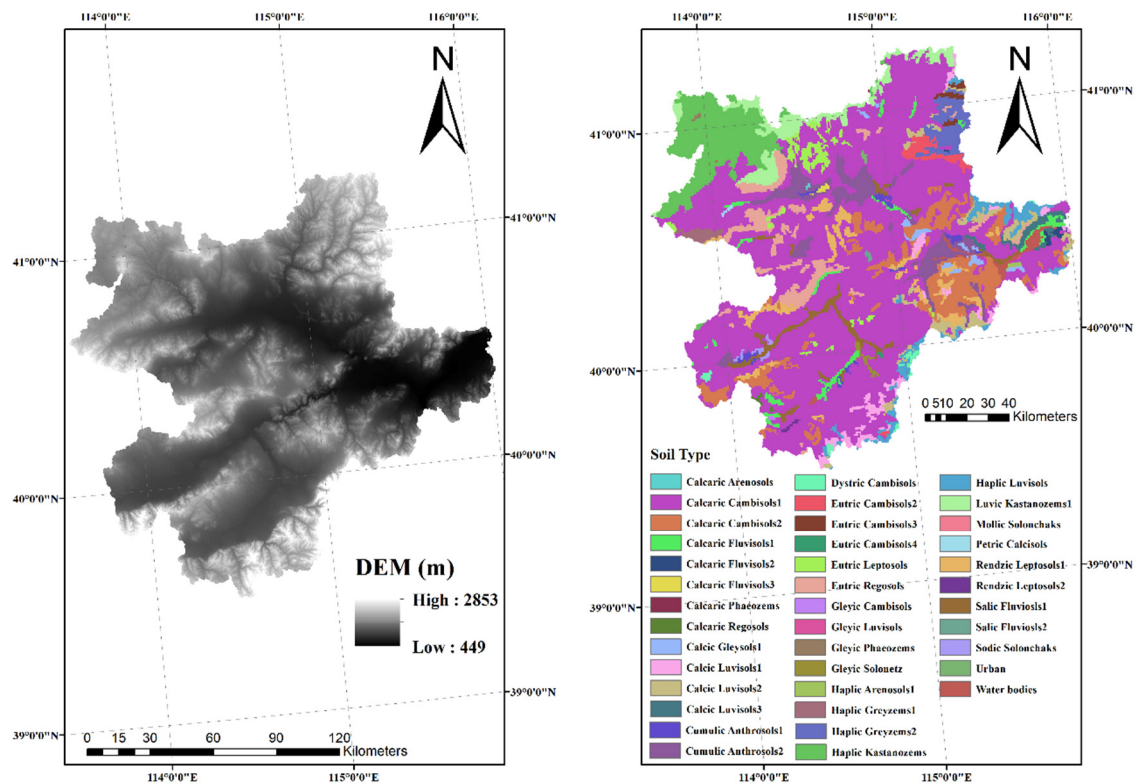 114°0'0"E 115°0'0"E 116°0'0"E
N
41°0'0"N 41°0'0"N
40°0'0"N 40°0'0"N
39°0'0"N 39°0'0"N
DEM (m)
High : 2853
Low : 449
0 15 30 60 90 120
Kilometers
114°0'0"E 115°0'0"E
114°0'0"E 115°0'0"E 116°0'0"E
N
41°0'0"N 41°0'0"N
40°0'0"N 40°0'0"N
39°0'0"N 39°0'0"N
0 510 20 30 40
Kilometers
Soil Type
Calcaric Arenosols
Calcaric Cambisols1
Calcaric Cambisols2
Calcaric Fluvisols1
Calcaric Fluvisols2
Calcaric Fluvisols3
Calcaric Phaeozems
Calcaric Regosols
Calcic Gleysols1
Calcic Luvisols1
Calcic Luvisols2
Calcic Luvisols3
Cumulic Anthrosols1
Cumulic Anthrosols2
Dystric Cambisols
Eutric Cambisols2
Eutric Cambisols3
Eutric Cambisols4
Eutric Leptosols
Entric Regosols
Gleyic Cambisols
Gleyic Luvisols
Gleyic Phaeozems
Gleyic Solonetz
Haplic Arenosols1
Haplic Greyzems1
Haplic Greyzems2
Haplic Kastanozems
Haplic Luvisols
Luvic Kastanozems1
Mollic Solonchaks
Petric Calcisols
Rendzic Leptosols1
Rendzic Leptosols2
Salic Fluviosls1
Salic Fluviosls2
Sodic Solonchaks
Urban
Water bodies
114°0'0"E 115°0'0"E